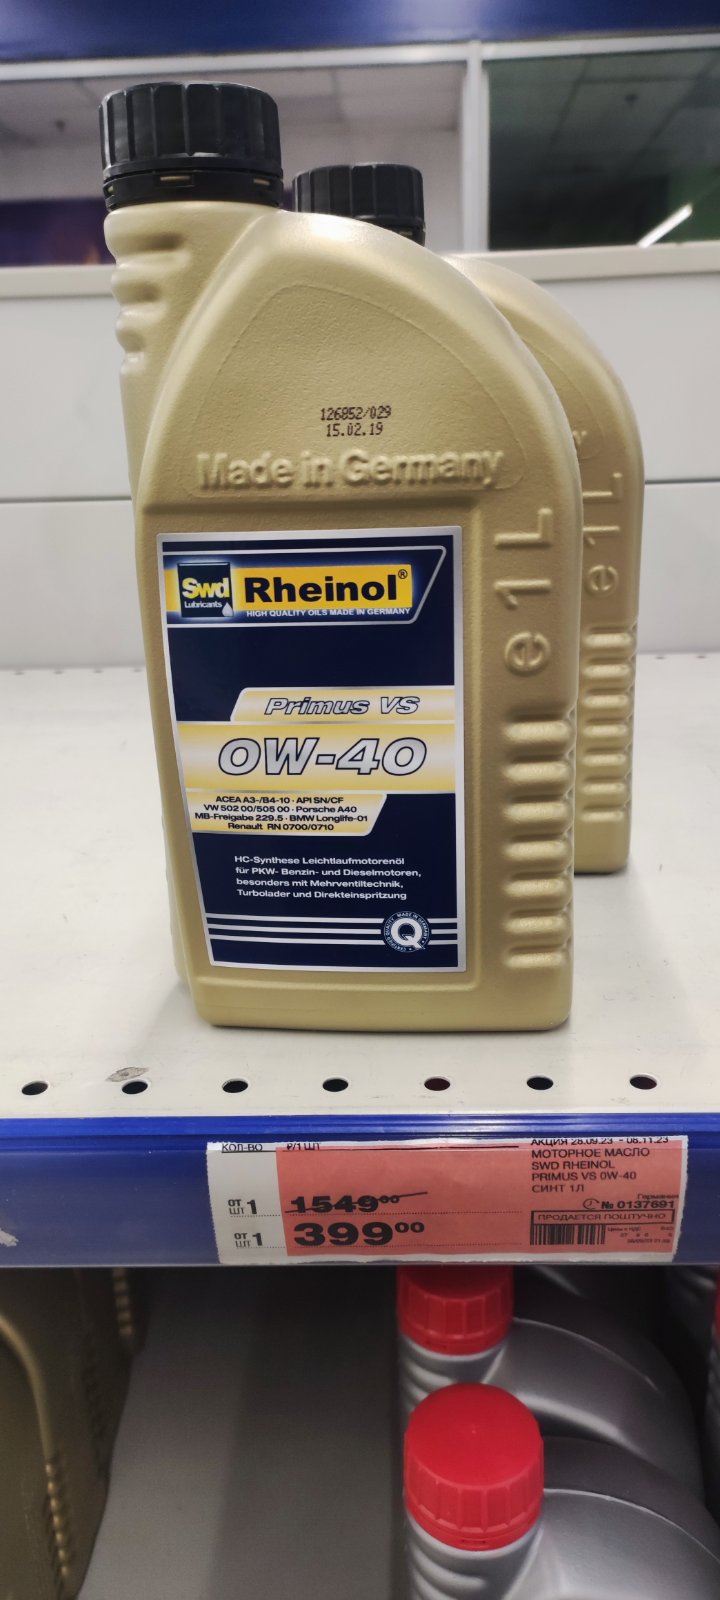 126852/029
15.02.19
Made in Germany
e 1 L
e 1 L
Swd
Lubricants
Rheinol®
HIGH QUALITY OILS MADE IN GERMANY
Primus VS
0W-40
ACEA A3-/B4-10 · API SN/CF
VW 502 00/505 00 · Porsche A40
MB-Freigabe 229.5 · BMW Longlife-01
Renault RN 0700/0710
HC-Synthese Leichtlaufmotorenöl
für PKW- Benzin- und Dieselmotoren,
besonders mit Mehrventiltechnik,
Turbolader und Direkteinspritzung
Q
КОЛ-ВО Р/1 ШТ
АКЦИЯ 28.09.23 - 08.11.23
МОТОРНОЕ МАСЛО
SWD RHEINOL
PRIMUS VS 0W-40
СИНТ 1Л
Германия
№ 0137691
ПРОДАЕТСЯ ПОШТУЧНО
ОТ 1 ШТ 1549⁰⁰
ОТ 1 ШТ 399⁰⁰